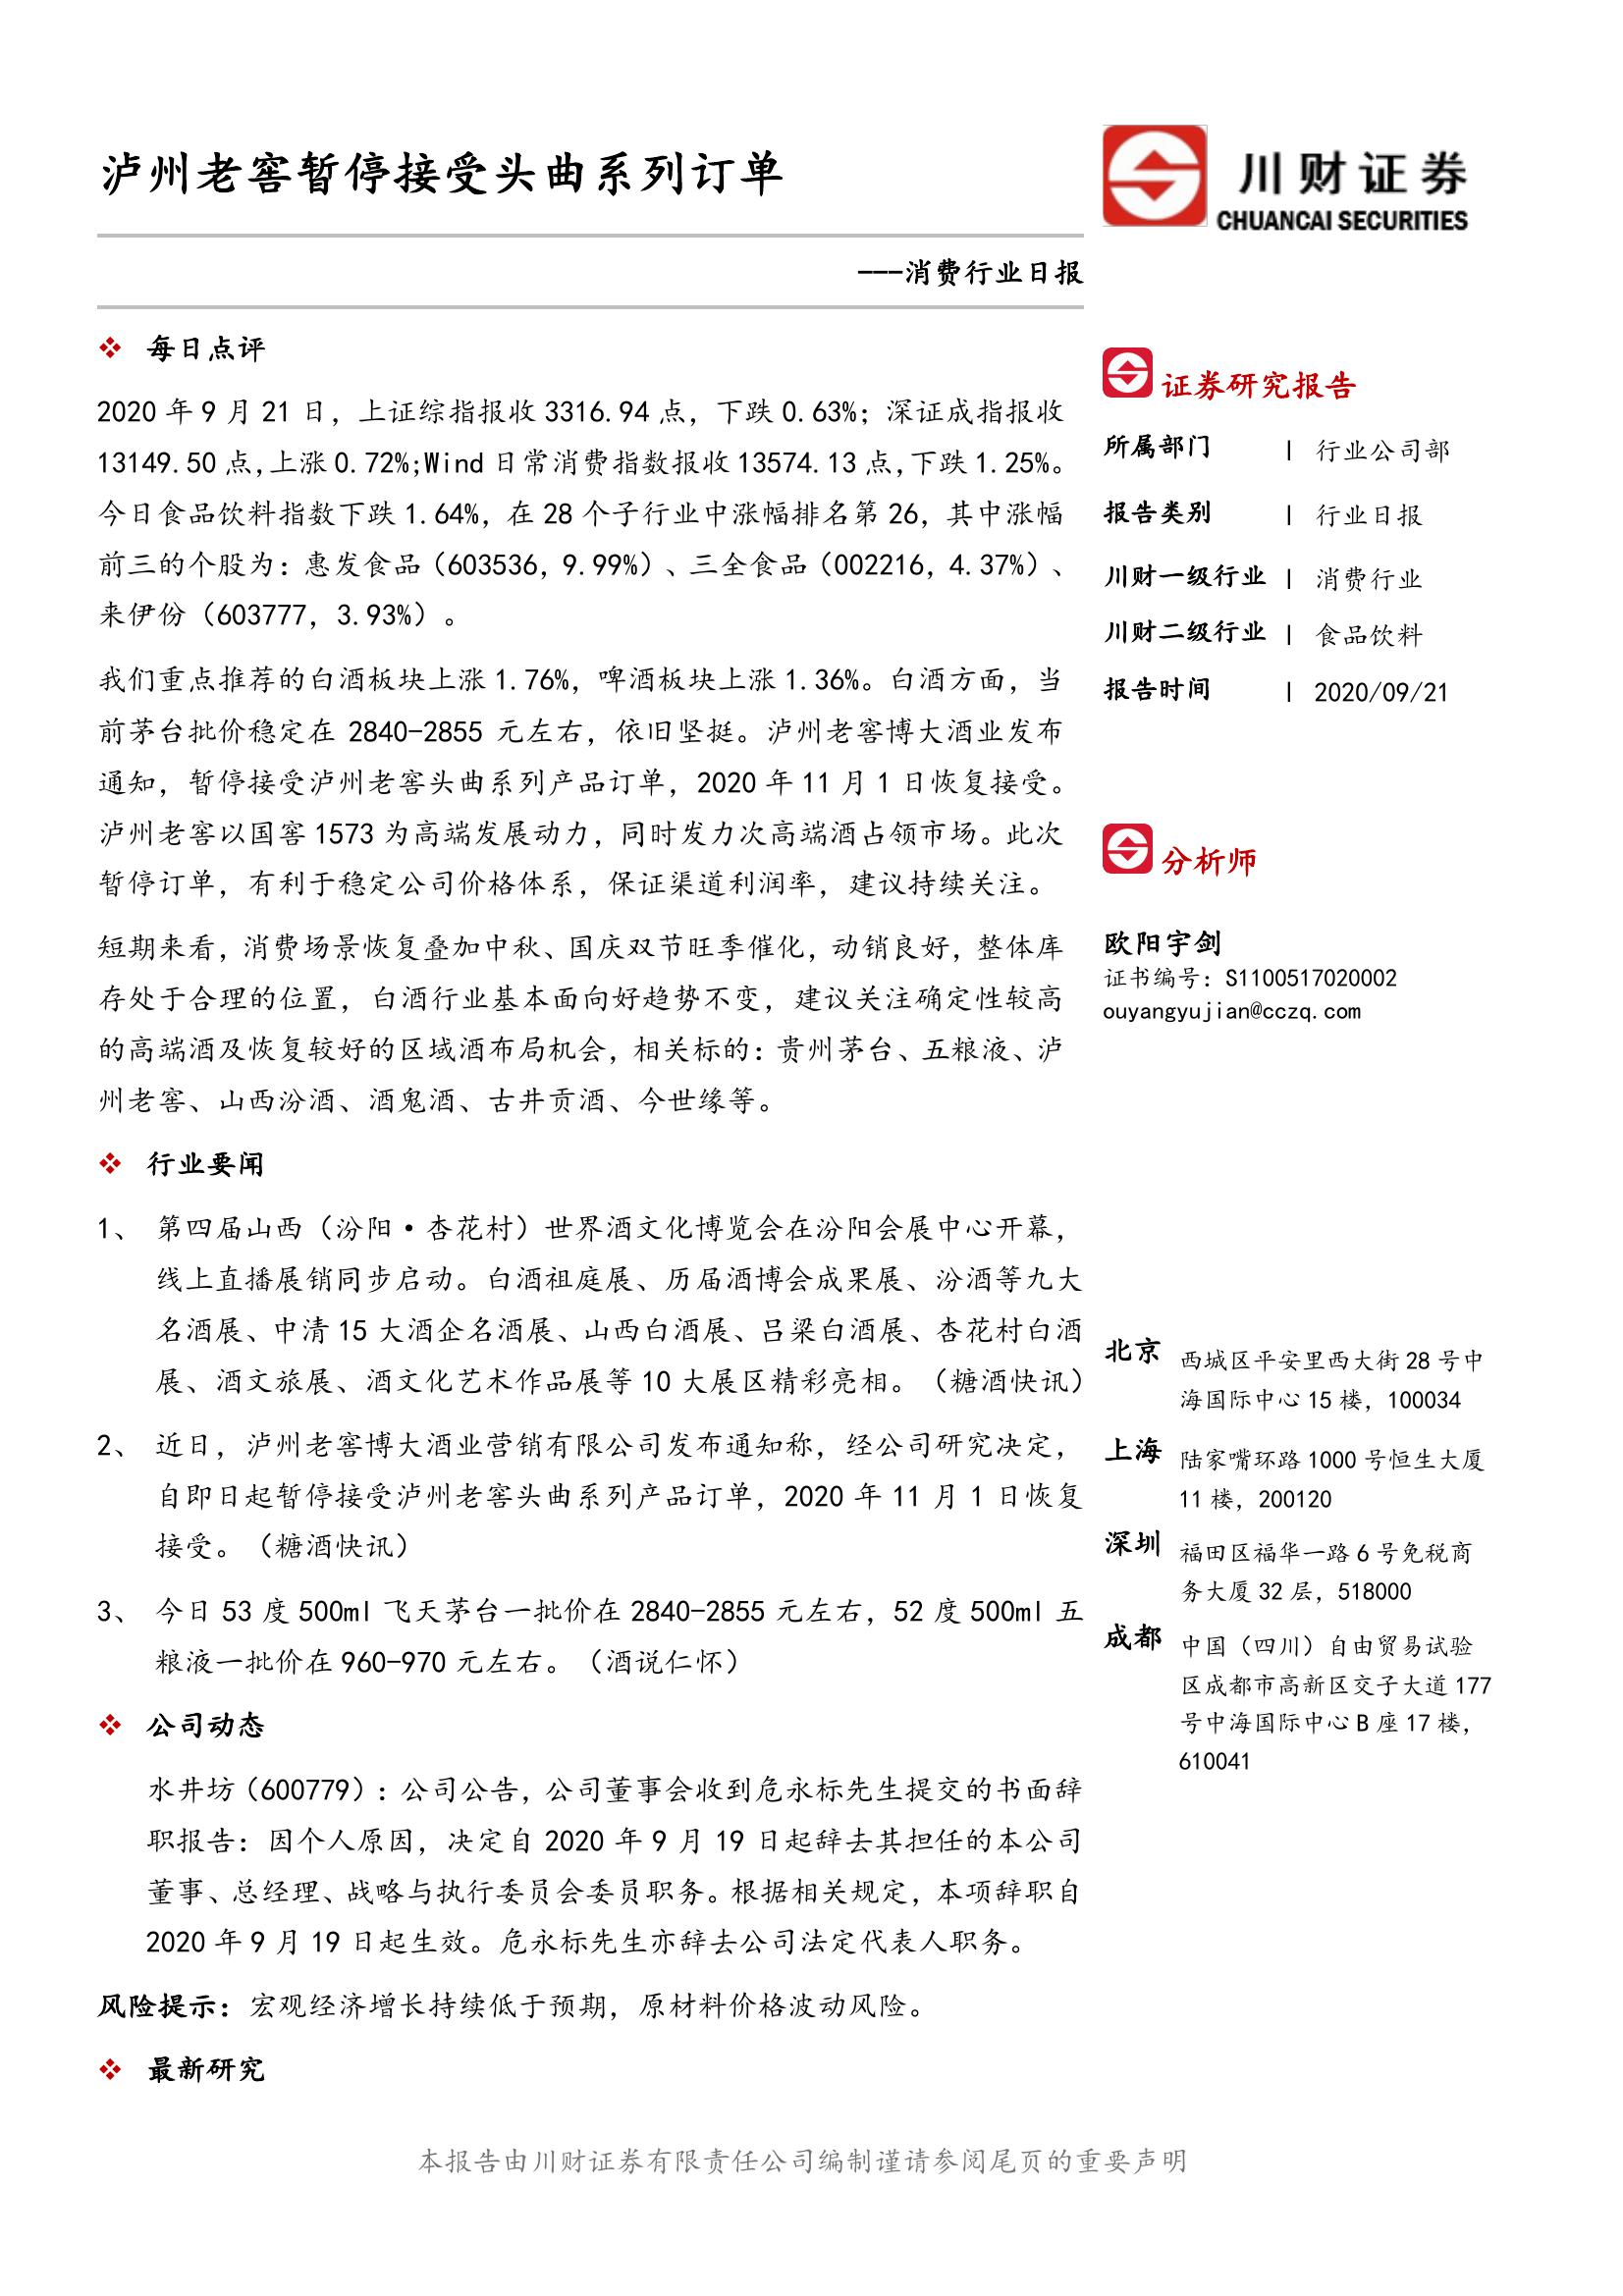 泸州老窖暂停接受头曲系列订单
川财证券
CHUANCAI SECURITIES
---消费行业日报
❖ 每日点评
2020 年 9 月 21 日，上证综指报收 3316.94 点，下跌 0.63%；深证成指报收
13149.50 点，上涨 0.72%;Wind 日常消费指数报收 13574.13 点，下跌 1.25%。
今日食品饮料指数下跌 1.64%，在 28 个子行业中涨幅排名第 26，其中涨幅
前三的个股为：惠发食品（603536，9.99%）、三全食品（002216，4.37%）、
来伊份（603777，3.93%）。
我们重点推荐的白酒板块上涨 1.76%，啤酒板块上涨 1.36%。白酒方面，当
前茅台批价稳定在 2840-2855 元左右，依旧坚挺。泸州老窖博大酒业发布
通知，暂停接受泸州老窖头曲系列产品订单，2020 年 11 月 1 日恢复接受。
泸州老窖以国窖 1573 为高端发展动力，同时发力次高端酒占领市场。此次
暂停订单，有利于稳定公司价格体系，保证渠道利润率，建议持续关注。
短期来看，消费场景恢复叠加中秋、国庆双节旺季催化，动销良好，整体库
存处于合理的位置，白酒行业基本面向好趋势不变，建议关注确定性较高
的高端酒及恢复较好的区域酒布局机会，相关标的：贵州茅台、五粮液、泸
州老窖、山西汾酒、酒鬼酒、古井贡酒、今世缘等。
❖ 行业要闻
1、 第四届山西（汾阳·杏花村）世界酒文化博览会在汾阳会展中心开幕，
线上直播展销同步启动。白酒祖庭展、历届酒博会成果展、汾酒等九大
名酒展、中清 15 大酒企名酒展、山西白酒展、吕梁白酒展、杏花村白酒
展、酒文旅展、酒文化艺术作品展等 10 大展区精彩亮相。（糖酒快讯）
2、 近日，泸州老窖博大酒业营销有限公司发布通知称，经公司研究决定，
自即日起暂停接受泸州老窖头曲系列产品订单，2020 年 11 月 1 日恢复
接受。（糖酒快讯）
3、 今日 53 度 500ml 飞天茅台一批价在 2840-2855 元左右，52 度 500ml 五
粮液一批价在 960-970 元左右。（酒说仁怀）
❖ 公司动态
水井坊（600779）：公司公告，公司董事会收到危永标先生提交的书面辞
职报告：因个人原因，决定自 2020 年 9 月 19 日起辞去其担任的本公司
董事、总经理、战略与执行委员会委员职务。根据相关规定，本项辞职自
2020 年 9 月 19 日起生效。危永标先生亦辞去公司法定代表人职务。
风险提示：宏观经济增长持续低于预期，原材料价格波动风险。
❖ 最新研究
证券研究报告
所属部门 | 行业公司部
报告类别 | 行业日报
川财一级行业 | 消费行业
川财二级行业 | 食品饮料
报告时间 | 2020/09/21
分析师
欧阳宇剑
证书编号：S1100517020002
ouyangyujian@cczq.com
北京 西城区平安里西大街 28 号中
海国际中心 15 楼，100034
上海 陆家嘴环路 1000 号恒生大厦
11 楼，200120
深圳 福田区福华一路 6 号免税商
务大厦 32 层，518000
成都 中国（四川）自由贸易试验
区成都市高新区交子大道 177
号中海国际中心 B 座 17 楼，
610041
本报告由川财证券有限责任公司编制谨请参阅尾页的重要声明